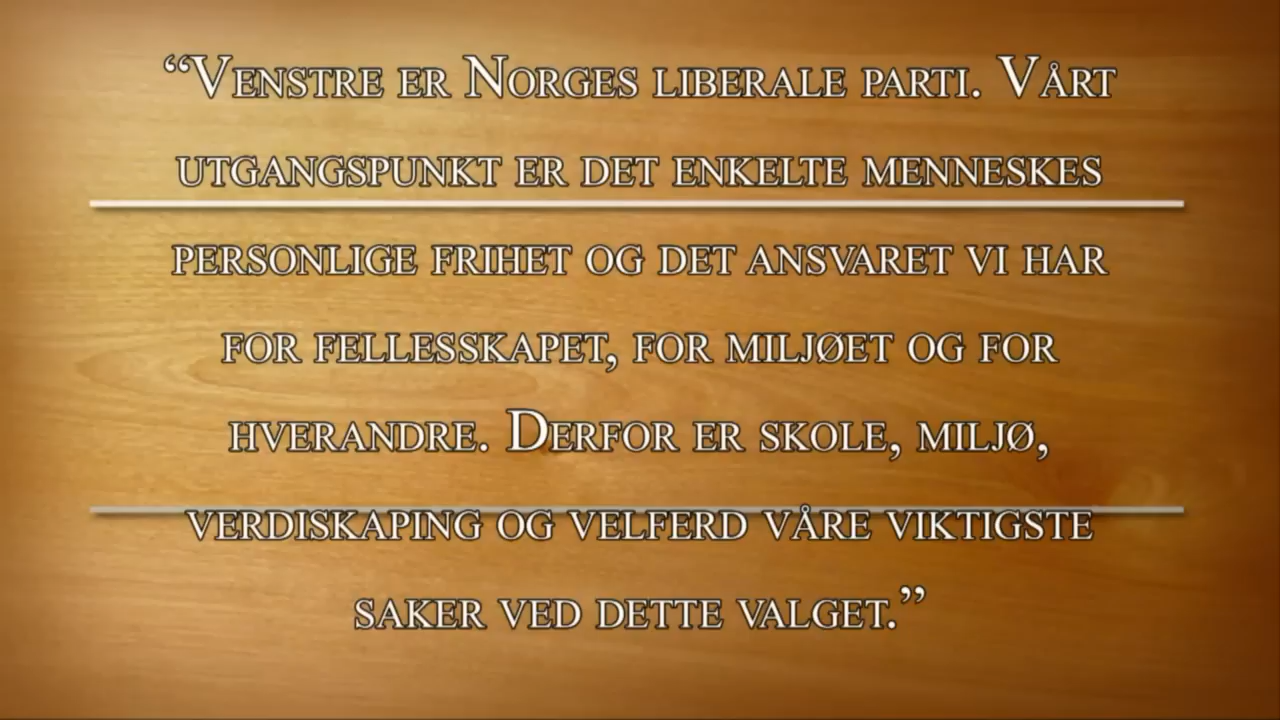 “Venstre er Norges liberale parti. Vårt
utgangspunkt er det enkelte menneskes
personlige frihet og det ansvaret vi har
for fellesskapet, for miljøet og for
hverandre. Derfor er skole, miljø,
verdiskaping og velferd våre viktigste
saker ved dette valget.”